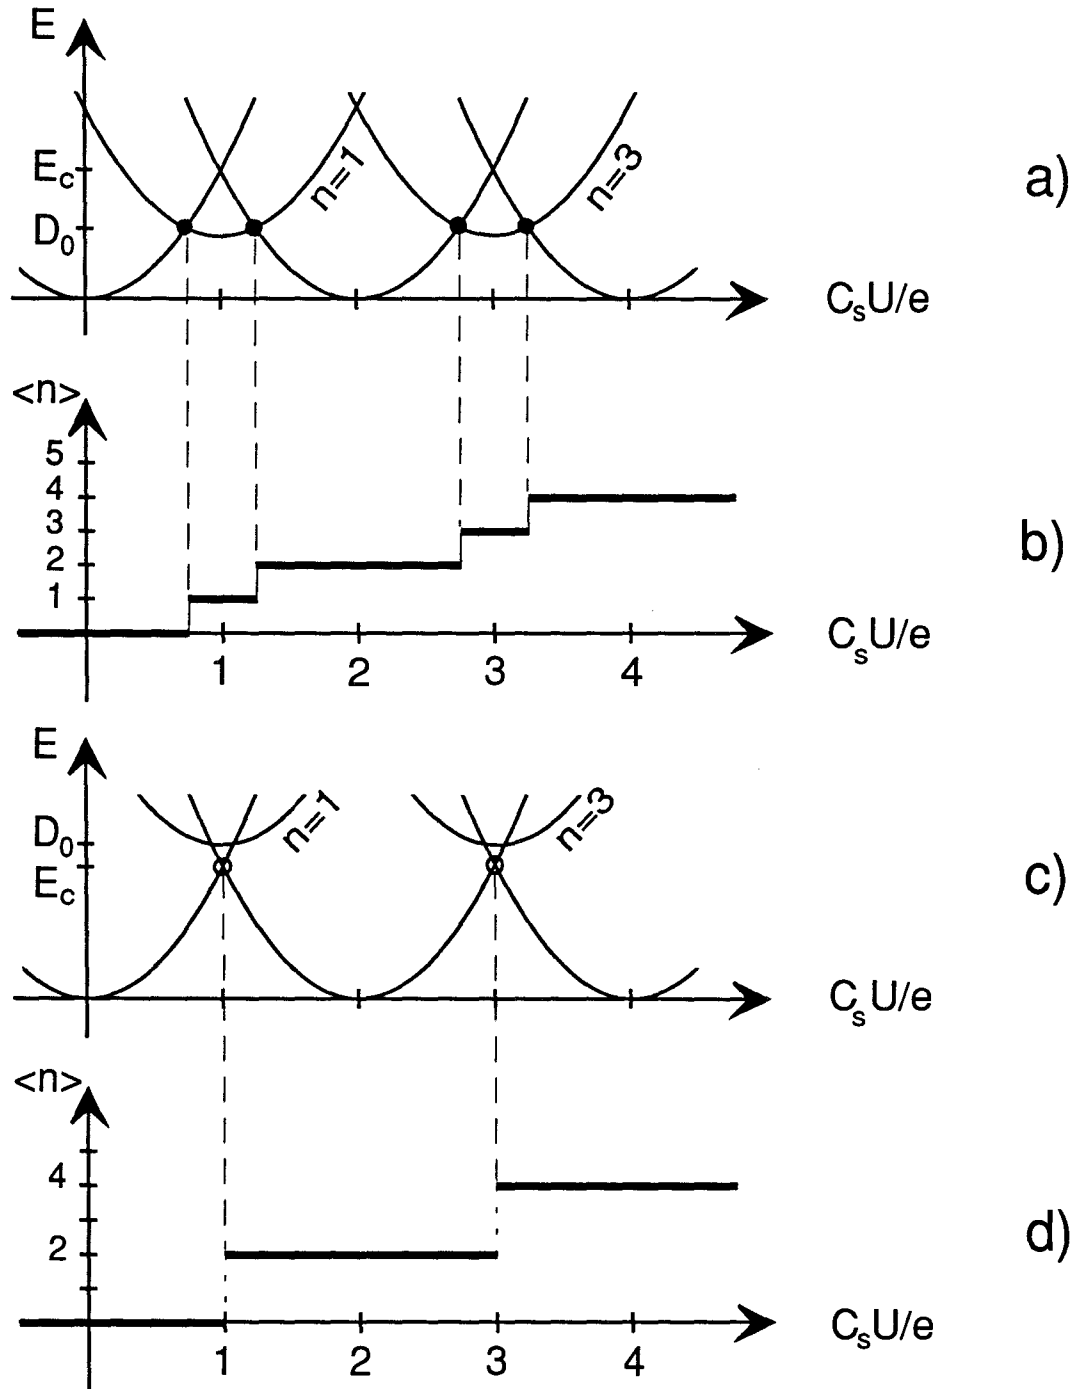 E
E_c
D_0
n=1
n=3
a)
C_sU/e
<n>
5
4
3
2
1
b)
C_sU/e
1 2 3 4
E
D_0
E_c
n=1
n=3
c)
C_sU/e
<n>
4
2
d)
C_sU/e
1 2 3 4